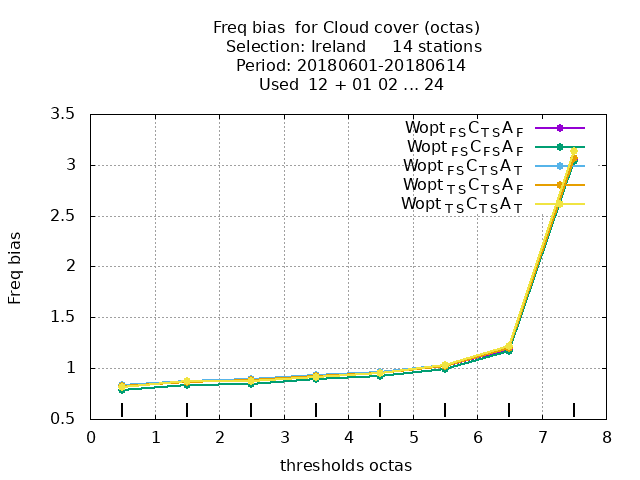 Freq bias  for Cloud cover (octas)
Selection: Ireland     14 stations
Period: 20180601-20180614
Used  12 + 01 02 ... 24
Wopt FS C TS A F
Wopt FS C FS A F
Wopt FS C TS A T
Wopt TS C TS A F
Wopt TS C TS A T
3.5
3
2.5
2
1.5
1
0.5
Freq bias
0 1 2 3 4 5 6 7 8
thresholds octas